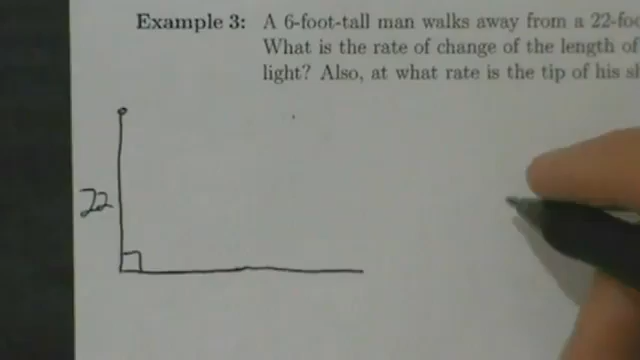 Example 3: A 6-foot-tall man walks away from a 22-foo
What is the rate of change of the length of
light? Also, at what rate is the tip of his sh
22